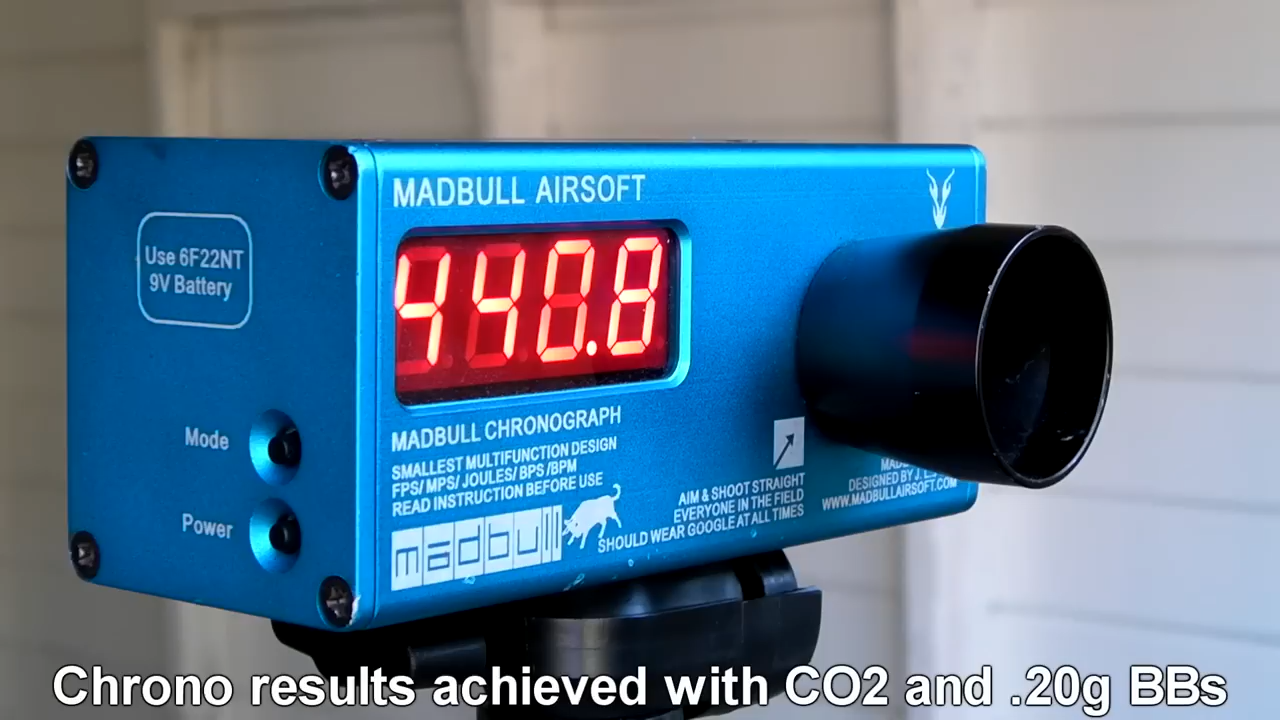 Use 6F22NT
9V Battery
Mode
Power
MADBULL AIRSOFT
440.8
MADBULL CHRONOGRAPH
SMALLEST MULTIFUNCTION DESIGN
FPS/ MPS/ JOULES/ BPS /BPM
READ INSTRUCTION BEFORE USE
madbull
AIM & SHOOT STRAIGHT
EVERYONE IN THE FIELD
SHOULD WEAR GOOGLE AT ALL TIMES
DESIGNED BY J.
WWW.MADBULLAIRSOFT.COM
Chrono results achieved with CO2 and .20g BBs